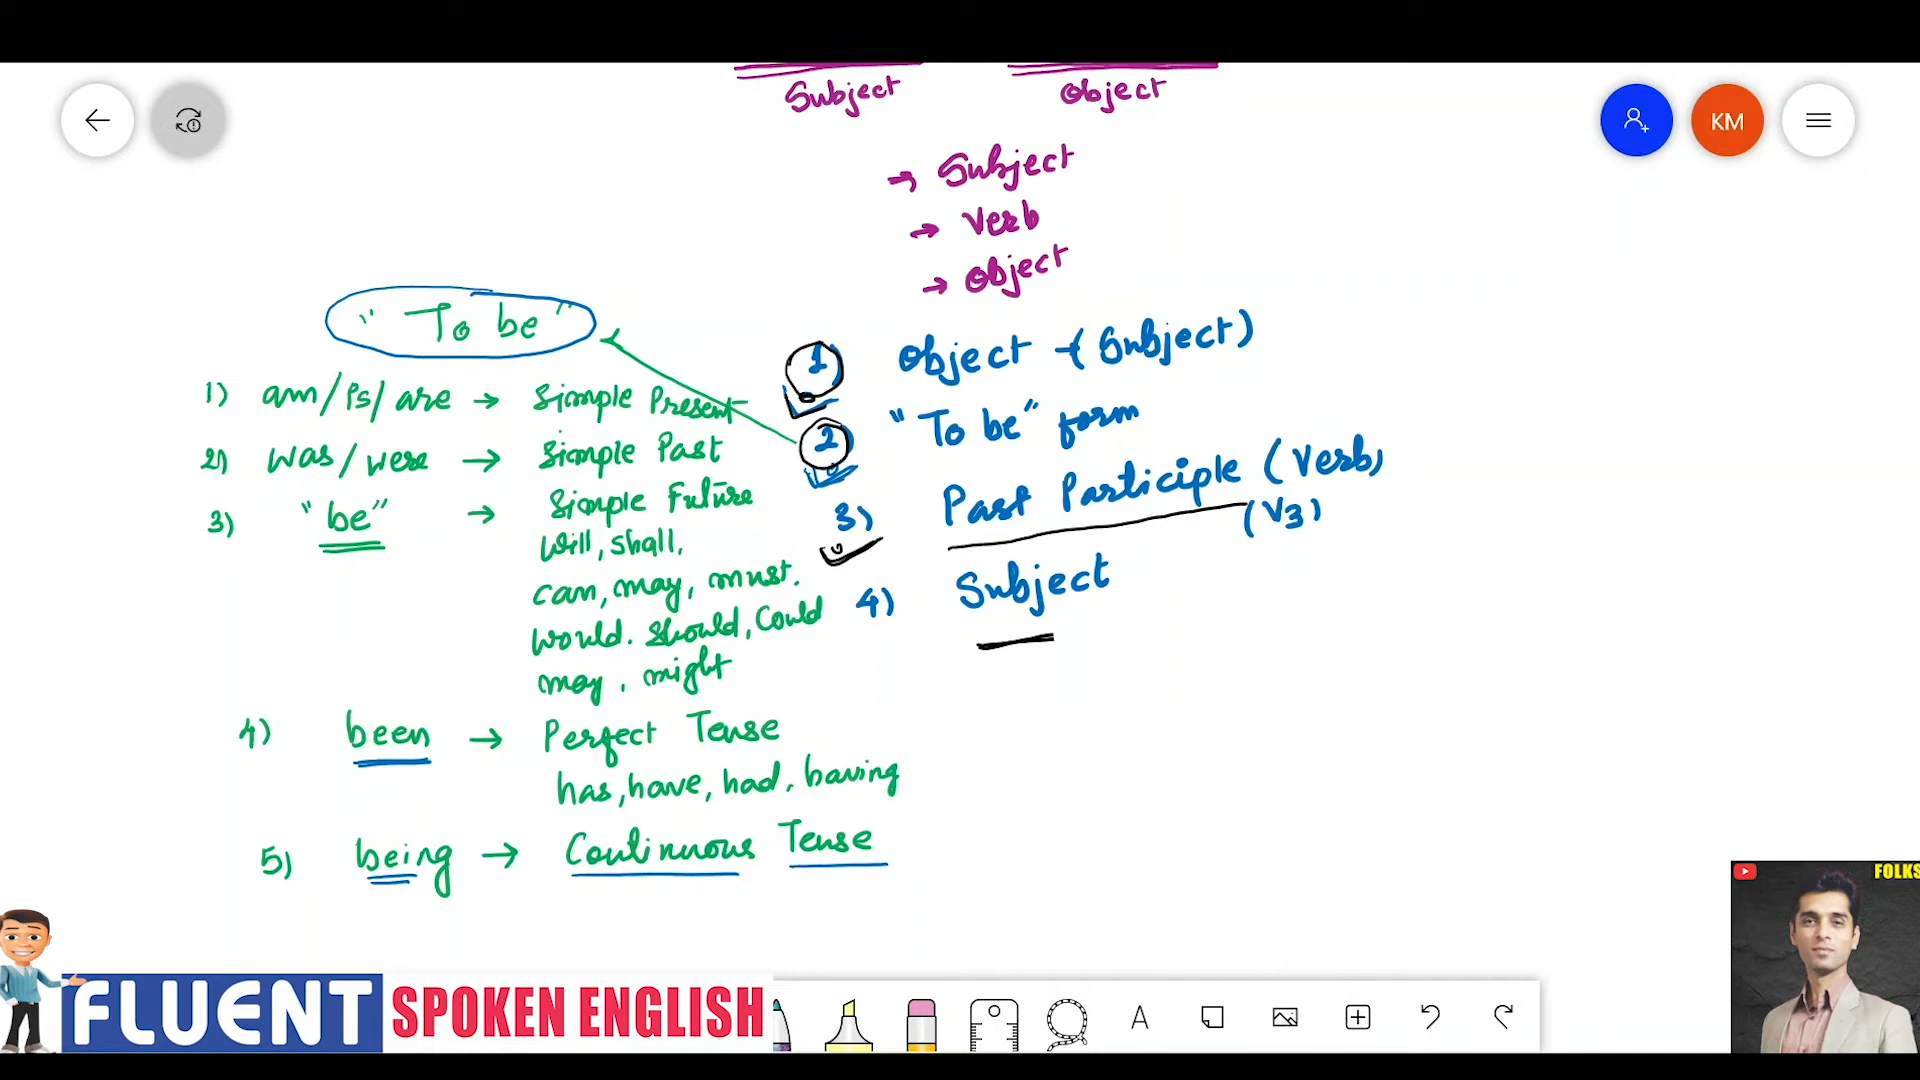 Subject Object
→ Subject
→ Verb
→ Object
"To be"
1) am/is/are → Simple Present
2) was/were → Simple Past
3) "be" → Simple Future
will, shall,
can, may, must.
would. should, could
may, might
4) been → Perfect Tense
has, have, had, having
5) being → Continuous Tense
1) Object - (Subject)
2) "To be" form
3) Past Participle (Verb)
(V3)
4) Subject
KM
FOLKS
FLUENT SPOKEN ENGLISH
A